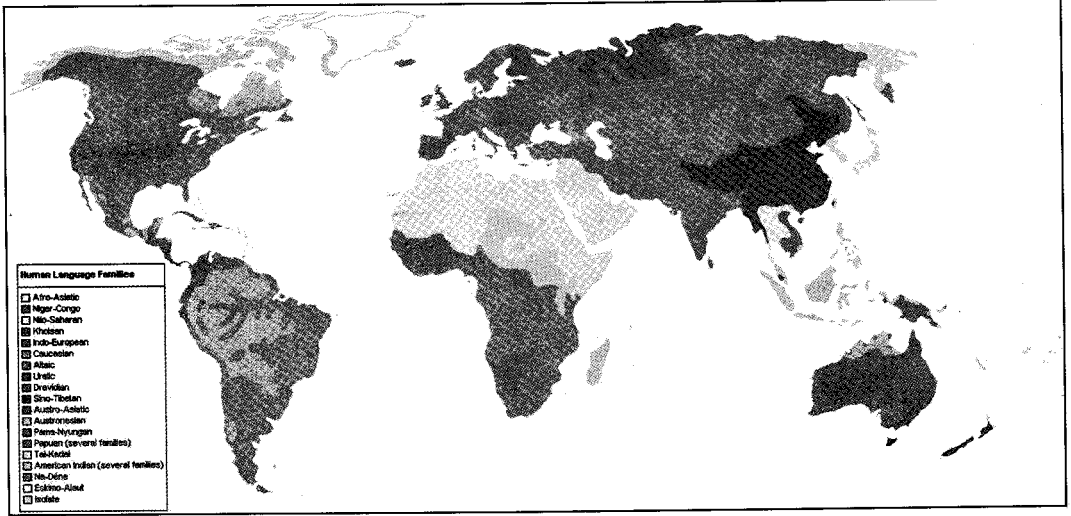 Human Language Families
Afro-Asiatic
Niger-Congo
Nilo-Saharan
Khoisan
Indo-European
Caucasian
Altaic
Uralic
Dravidian
Sino-Tibetan
Austro-Asiatic
Austronesian
Pama-Nyungan
Papuan (several families)
Tai-Kadai
American Indian (several families)
Na-Déne
Eskimo-Aleut
Isolate